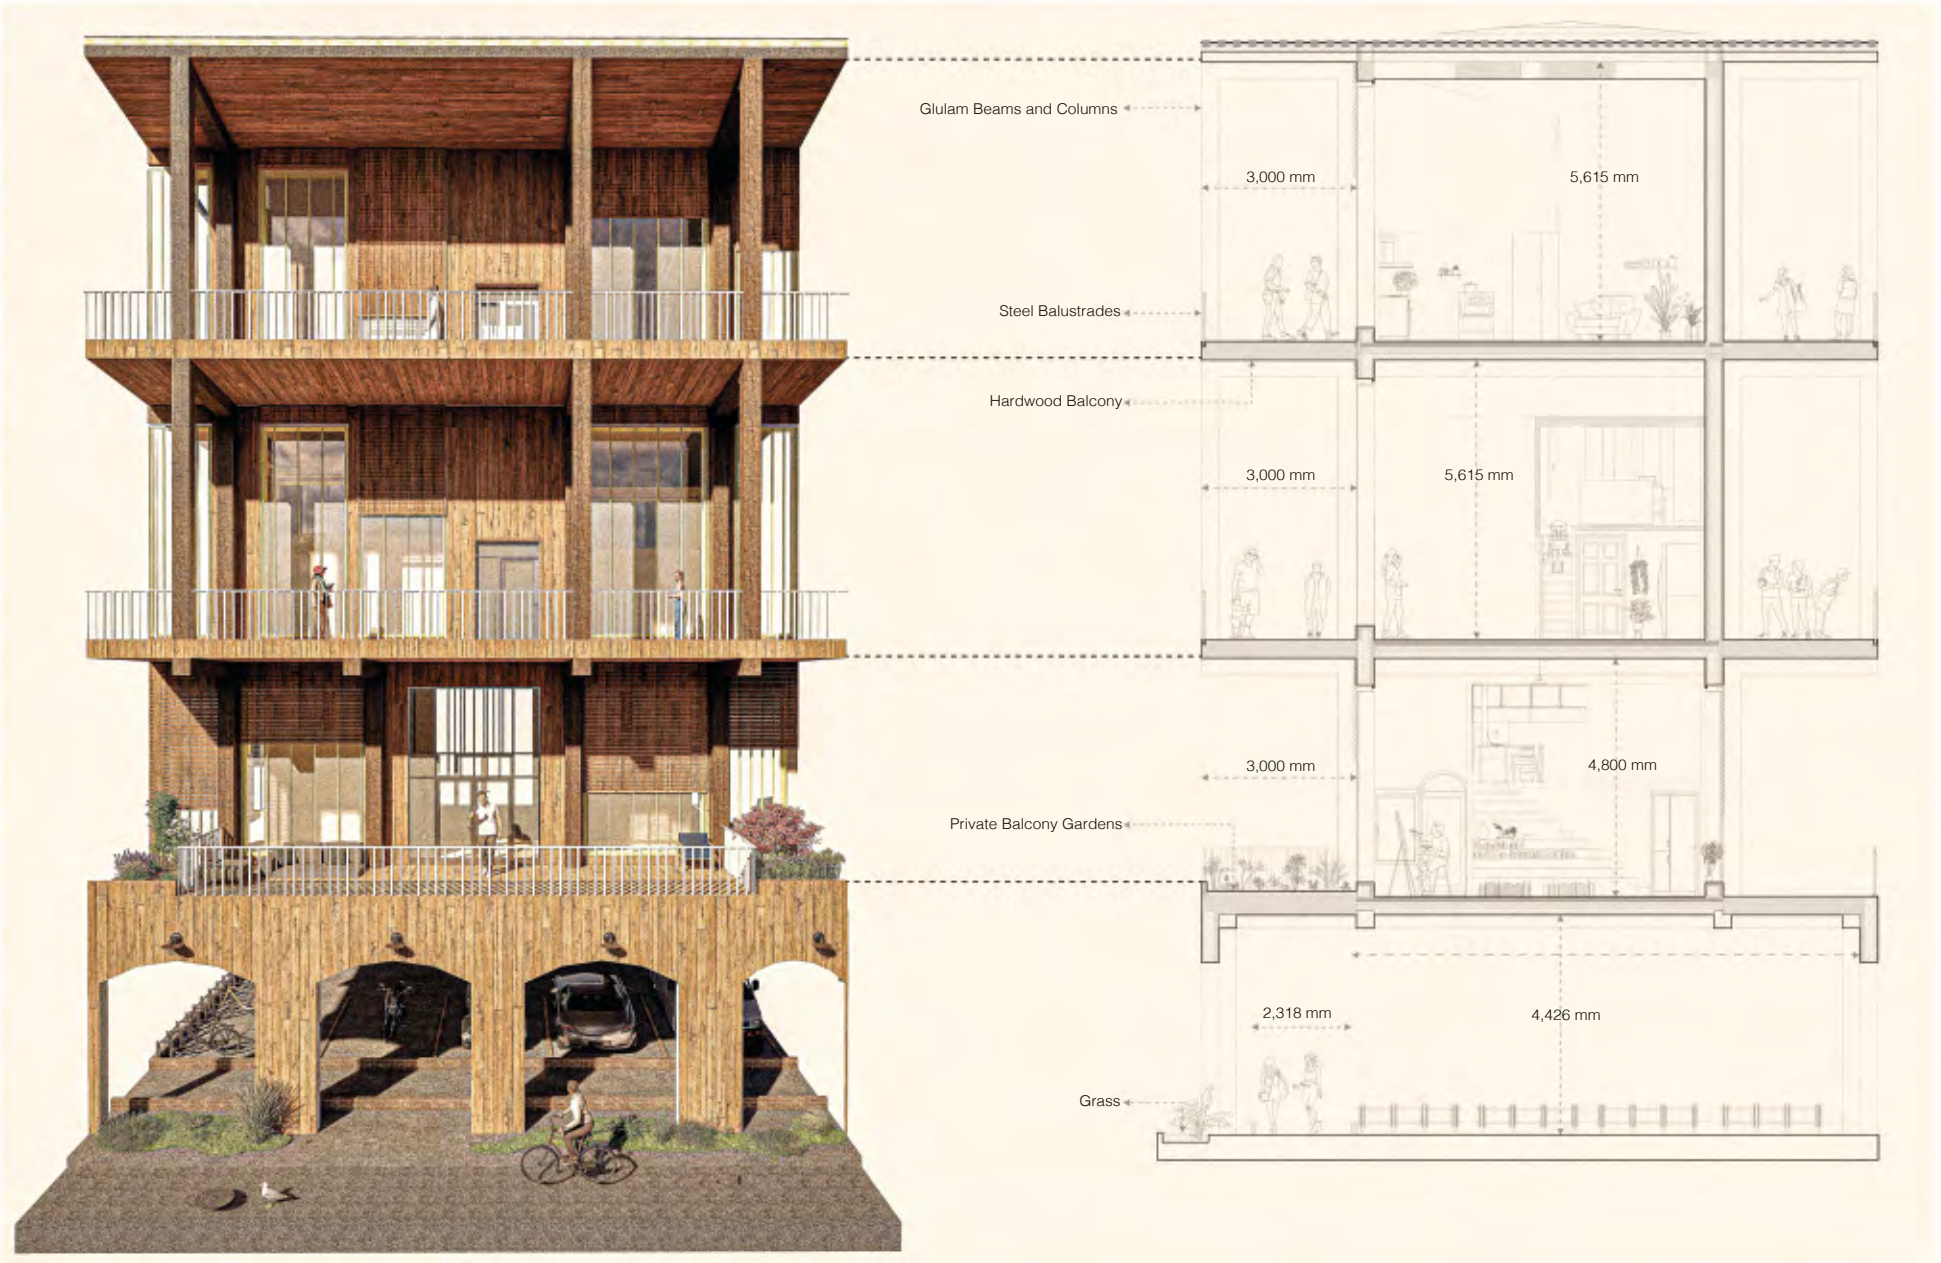 Glulam Beams and Columns
3,000 mm
5,615 mm
Steel Balustrades
Hardwood Balcony
3,000 mm
5,615 mm
3,000 mm
4,800 mm
Private Balcony Gardens
2,318 mm
4,426 mm
Grass